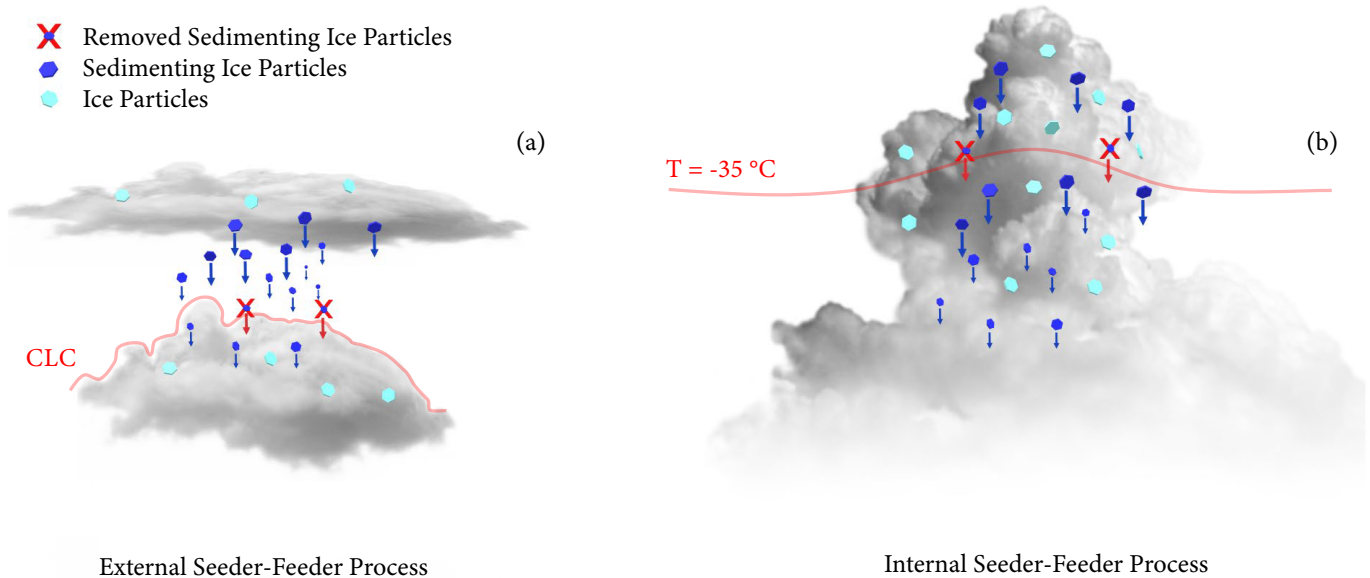 Removed Sedimenting Ice Particles
Sedimenting Ice Particles
Ice Particles
(a)
CLC
External Seeder-Feeder Process
(b)
T = -35 °C
Internal Seeder-Feeder Process